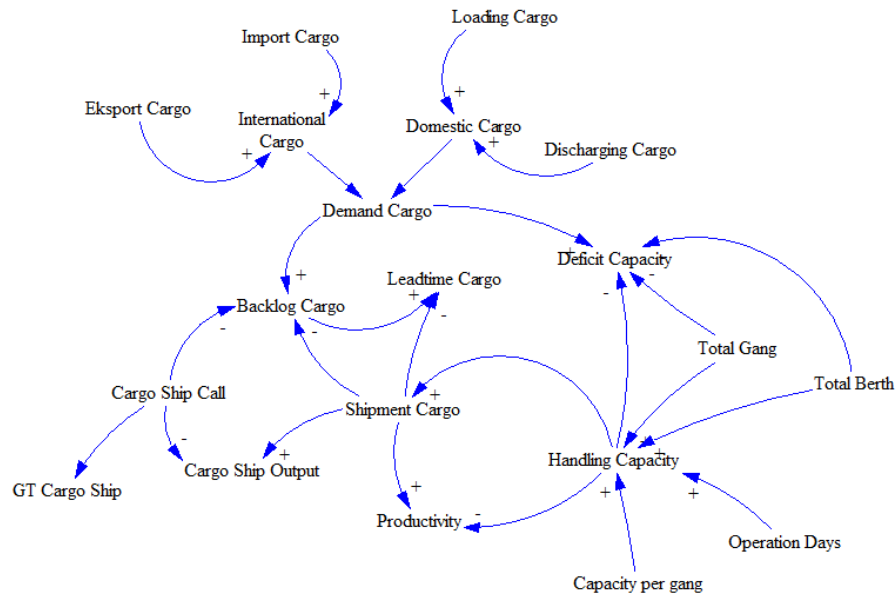 Loading Cargo
Import Cargo
+
+
Eksport Cargo
International
Cargo
Domestic Cargo
+
+
Discharging Cargo
Demand Cargo
+
Deficit Capacity
-
+
Leadtime Cargo
+
-
-
Backlog Cargo
-
-
Total Gang
Cargo Ship Call
Shipment Cargo
+
Total Berth
-
+
+
+
Handling Capacity
Cargo Ship Output
GT Cargo Ship
+
-
+
+
Productivity
Operation Days
Capacity per gang